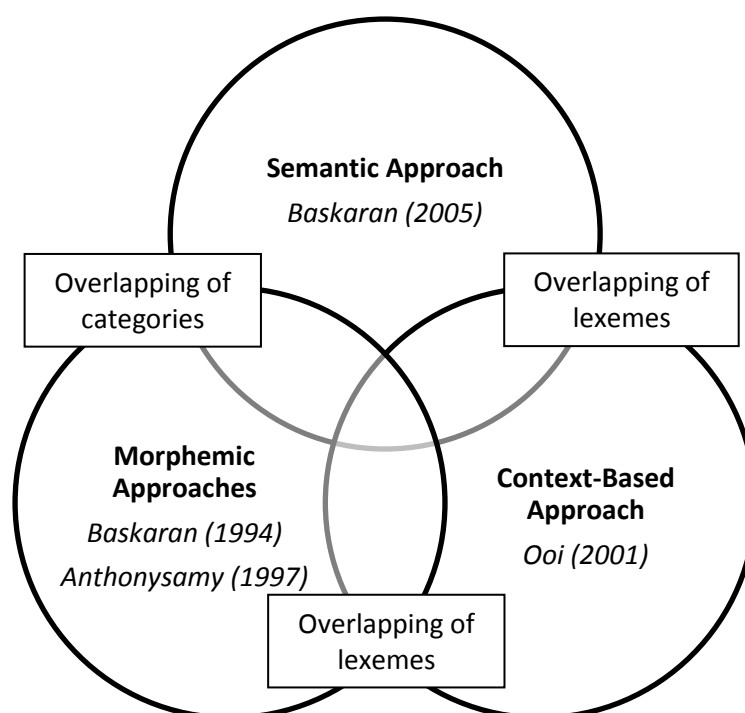 Semantic Approach
Baskaran (2005)
Overlapping of
categories
Overlapping of
lexemes
Morphemic
Approaches
Baskaran (1994)
Anthonysamy (1997)
Context-Based
Approach
Ooi (2001)
Overlapping of
lexemes